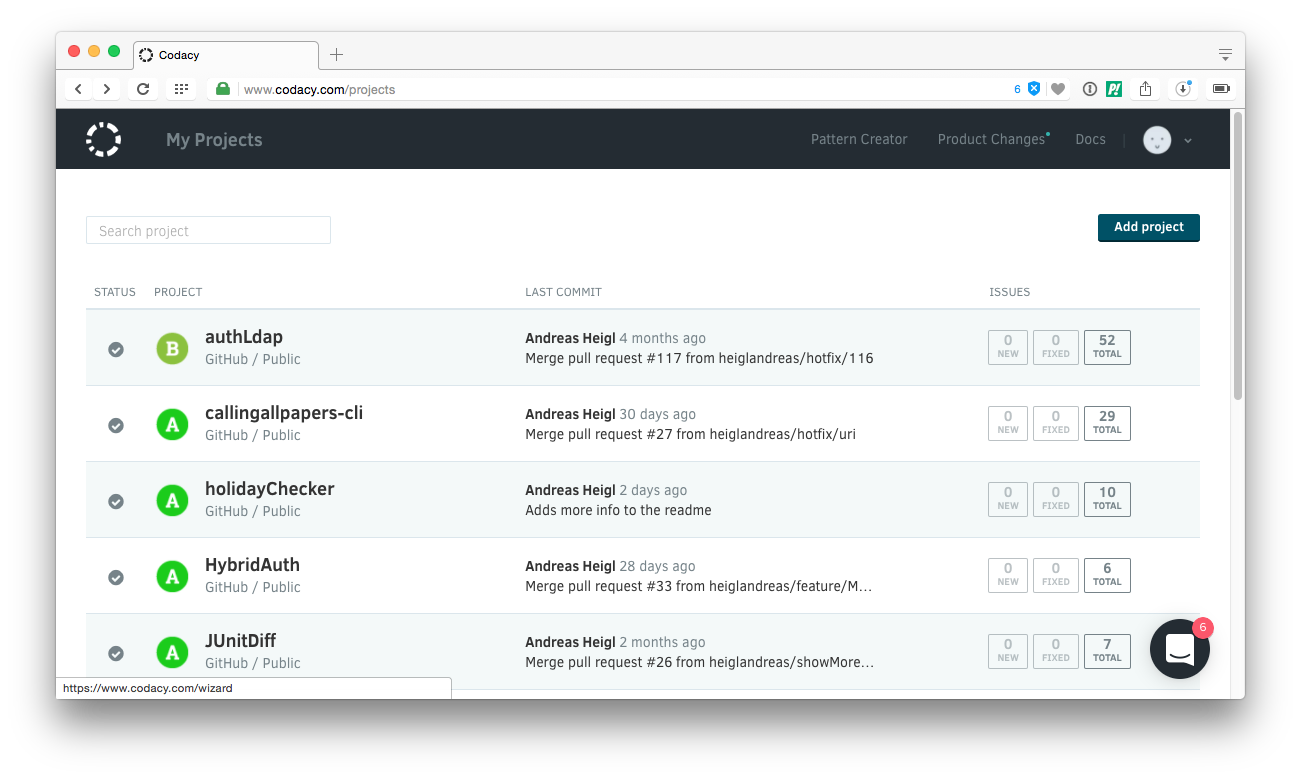 Codacy
www.codacy.com/projects
6
My Projects
Pattern Creator
Product Changes
Docs
Search project
Add project
STATUS PROJECT LAST COMMIT ISSUES
B
authLdap
GitHub / Public
Andreas Heigl 4 months ago
Merge pull request #117 from heiglandreas/hotfix/116
0 NEW
0 FIXED
52 TOTAL
A
callingallpapers-cli
GitHub / Public
Andreas Heigl 30 days ago
Merge pull request #27 from heiglandreas/hotfix/uri
0 NEW
0 FIXED
29 TOTAL
A
holidayChecker
GitHub / Public
Andreas Heigl 2 days ago
Adds more info to the readme
0 NEW
0 FIXED
10 TOTAL
A
HybridAuth
GitHub / Public
Andreas Heigl 28 days ago
Merge pull request #33 from heiglandreas/feature/M...
0 NEW
0 FIXED
6 TOTAL
A
JUnitDiff
GitHub / Public
Andreas Heigl 2 months ago
Merge pull request #26 from heiglandreas/showMore...
0 NEW
0 FIXED
7 TOTAL
6
https://www.codacy.com/wizard